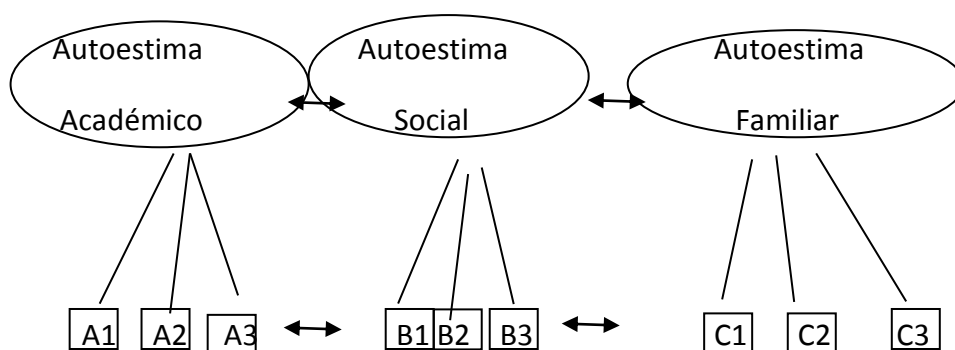 Autoestima Autoestima Autoestima
Académico Social Familiar
A1 A2 A3 B1 B2 B3 C1 C2 C3